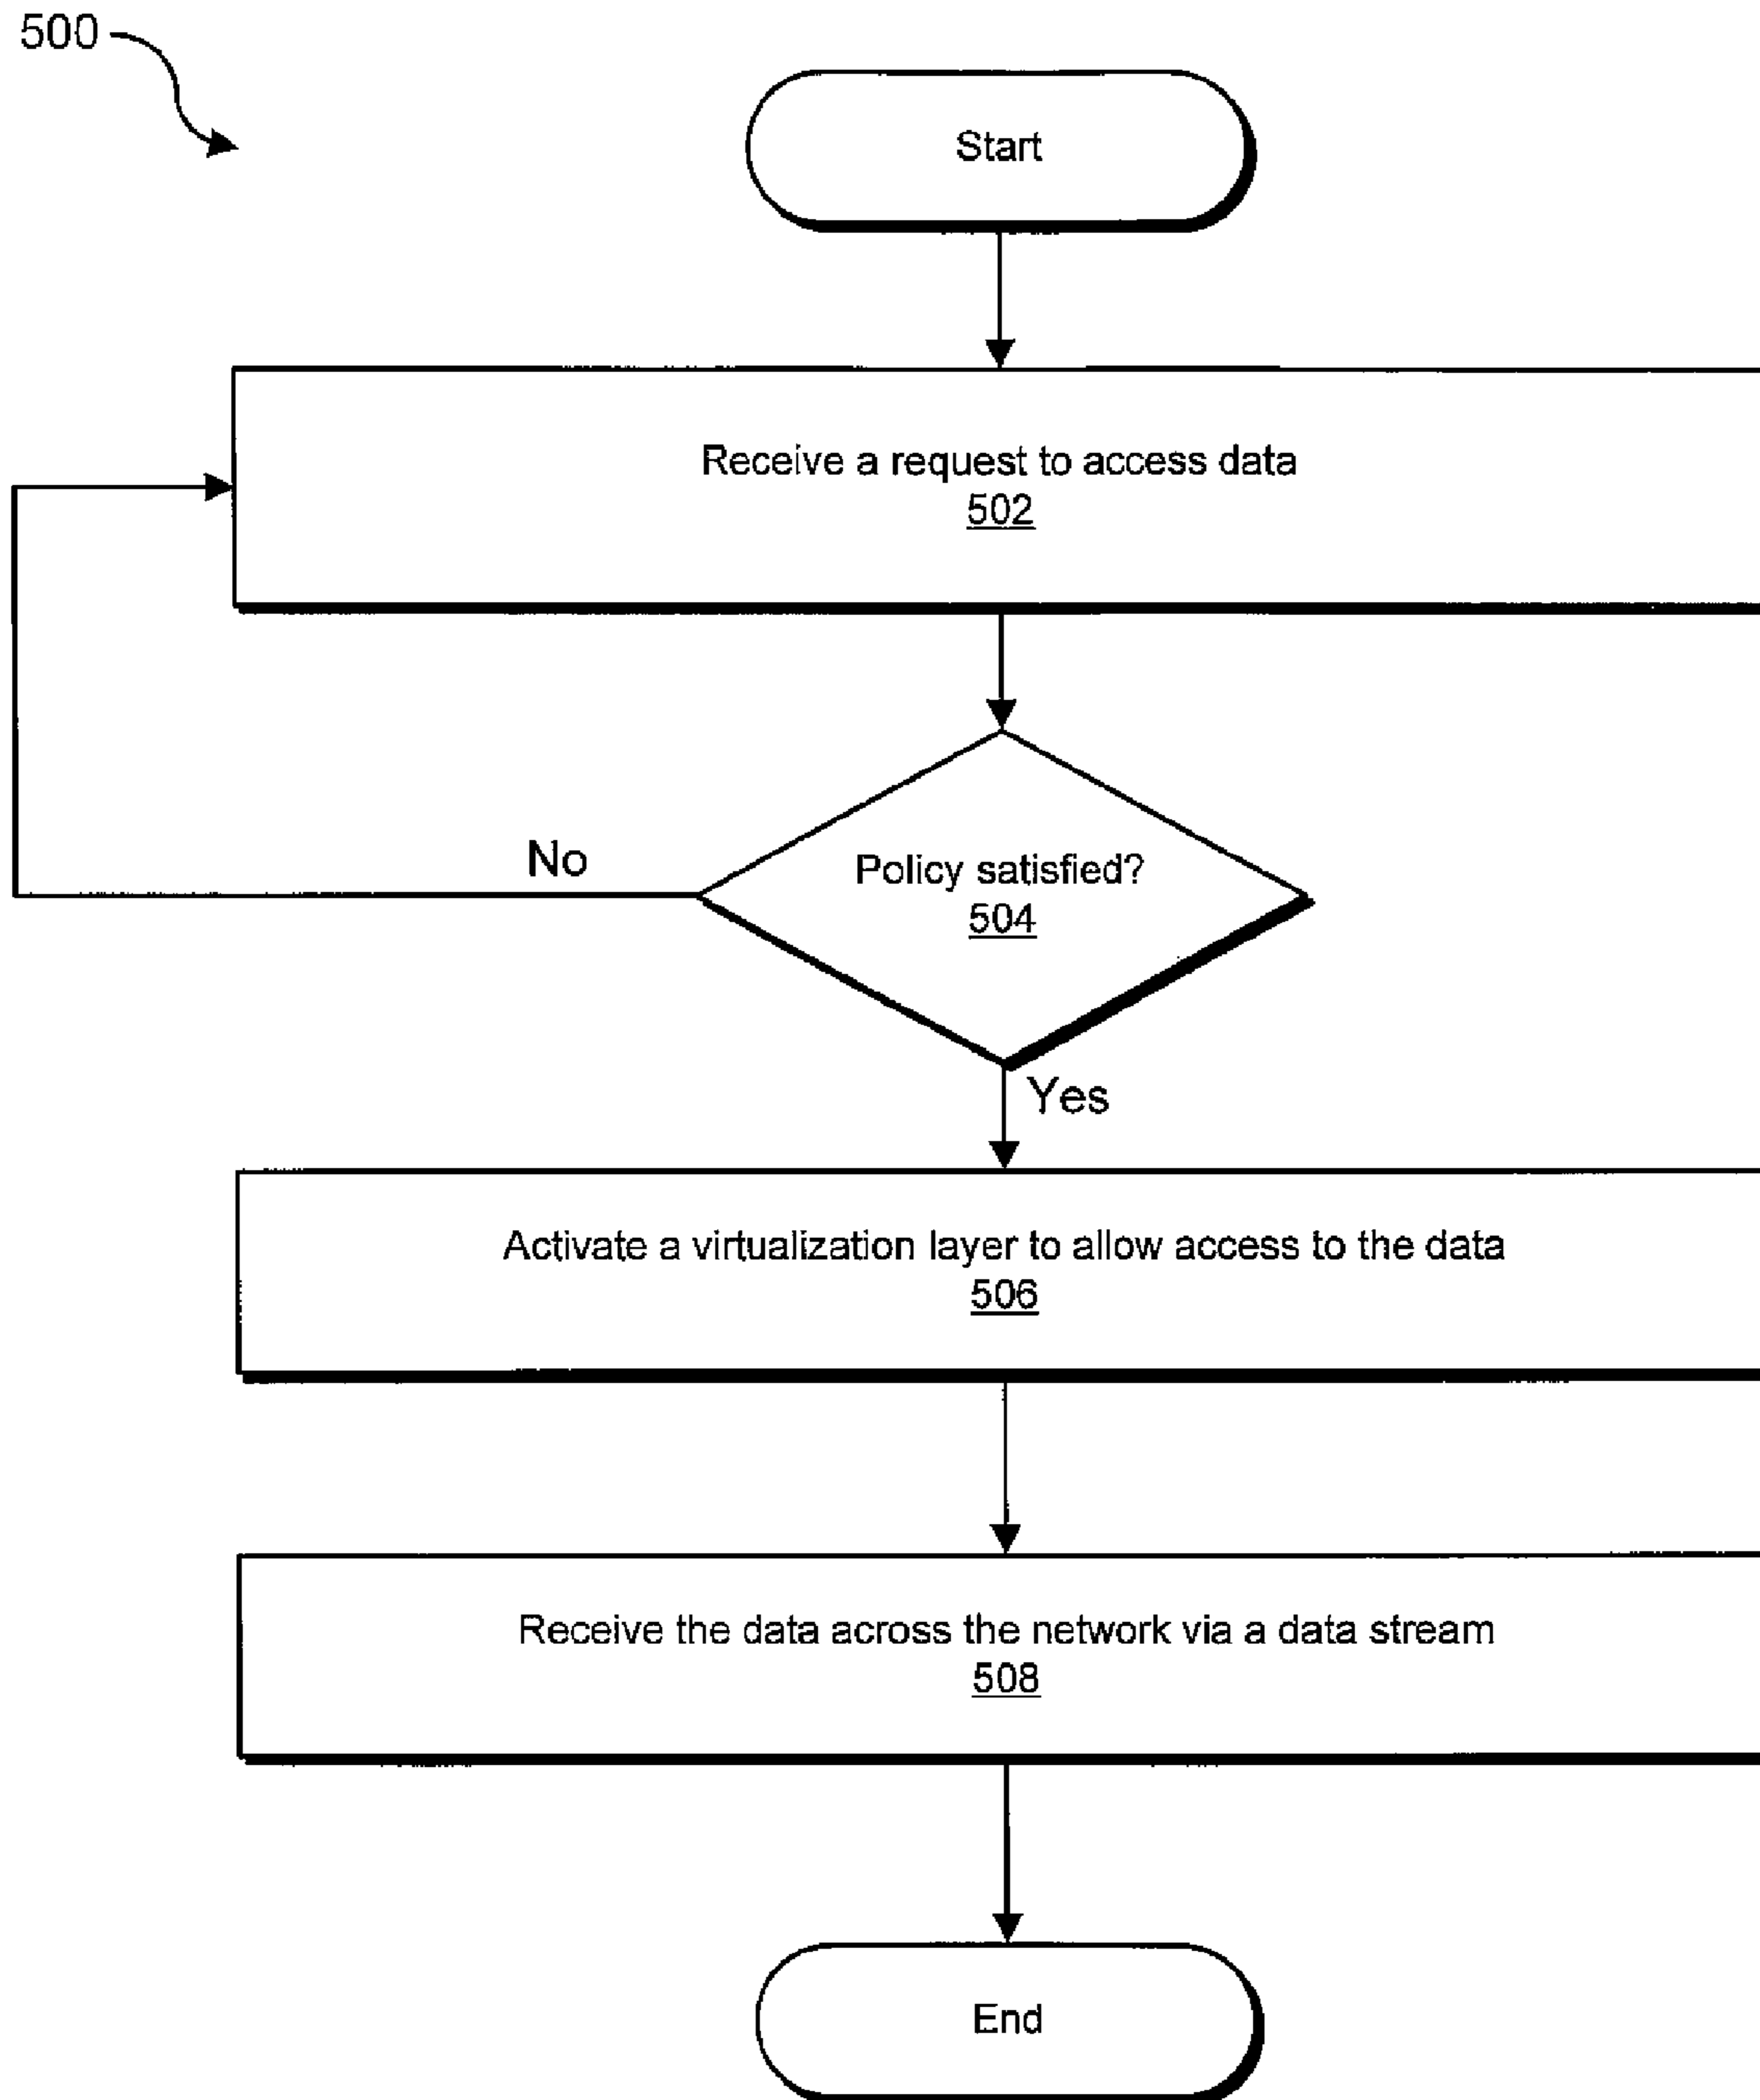 500
Start
Receive a request to access data
502
No
Policy satisfied?
504
Yes
Activate a virtualization layer to allow access to the data
506
Receive the data across the network via a data stream
508
End